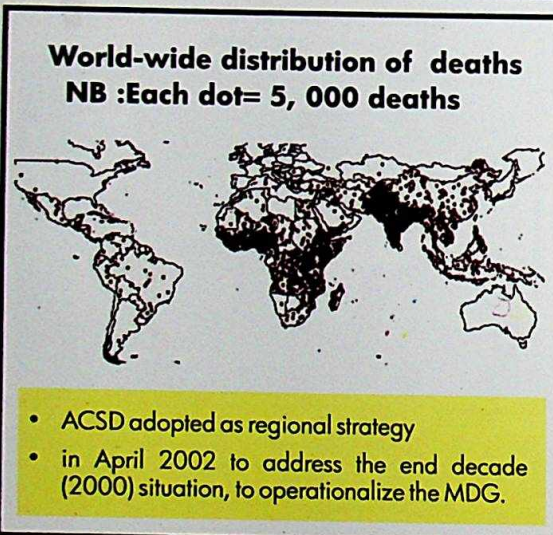 World-wide distribution of deaths
NB :Each dot= 5, 000 deaths
• ACSD adopted as regional strategy
• in April 2002 to address the end decade
(2000) situation, to operationalize the MDG.